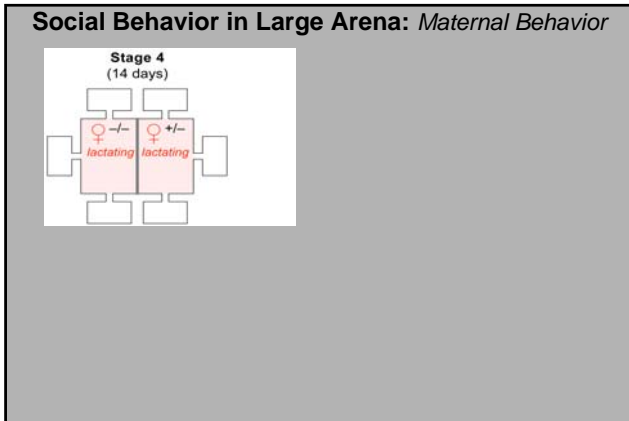 Social Behavior in Large Arena: Maternal Behavior
Stage 4
(14 days)
♀ –/– ♀ +/–
lactating lactating